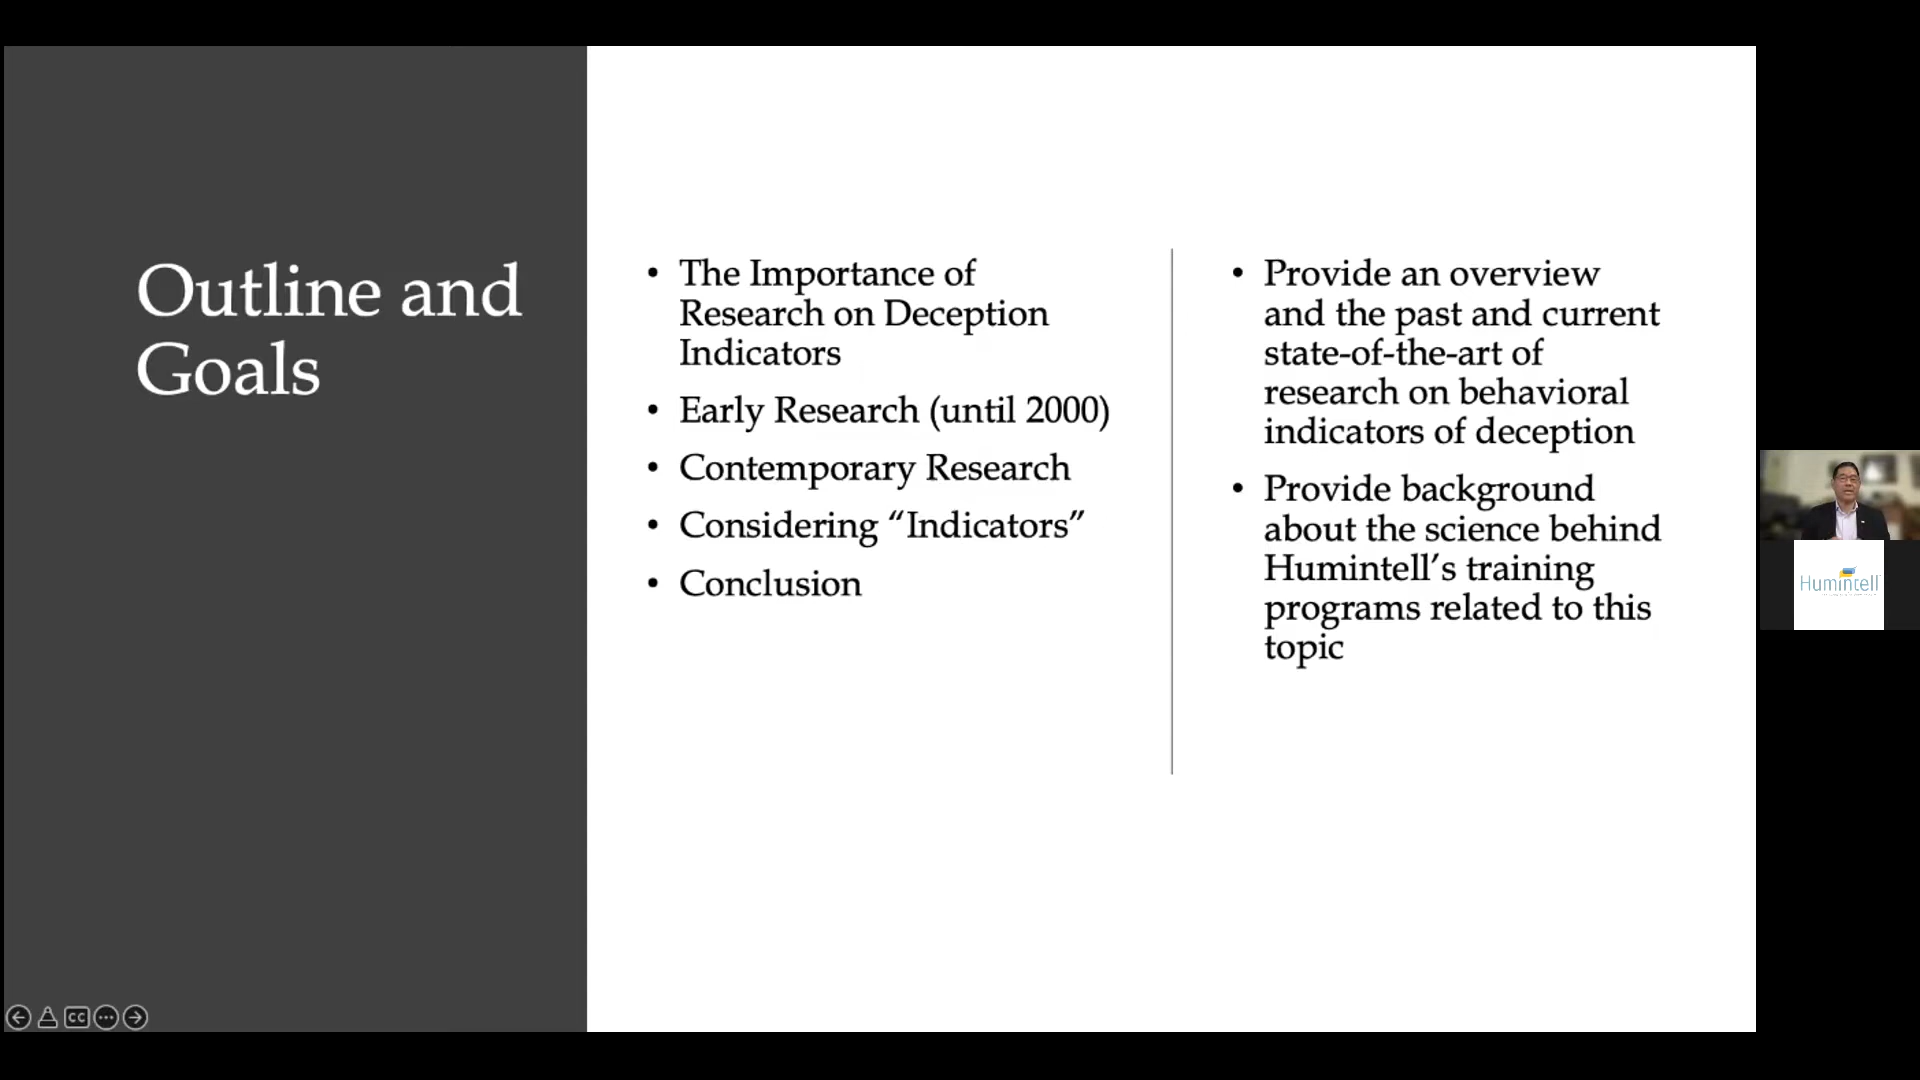 Outline and
Goals
• The Importance of
Research on Deception
Indicators
• Early Research (until 2000)
• Contemporary Research
• Considering “Indicators”
• Conclusion
• Provide an overview
and the past and current
state-of-the-art of
research on behavioral
indicators of deception
• Provide background
about the science behind
Humintell’s training
programs related to this
topic
Humintell
CC